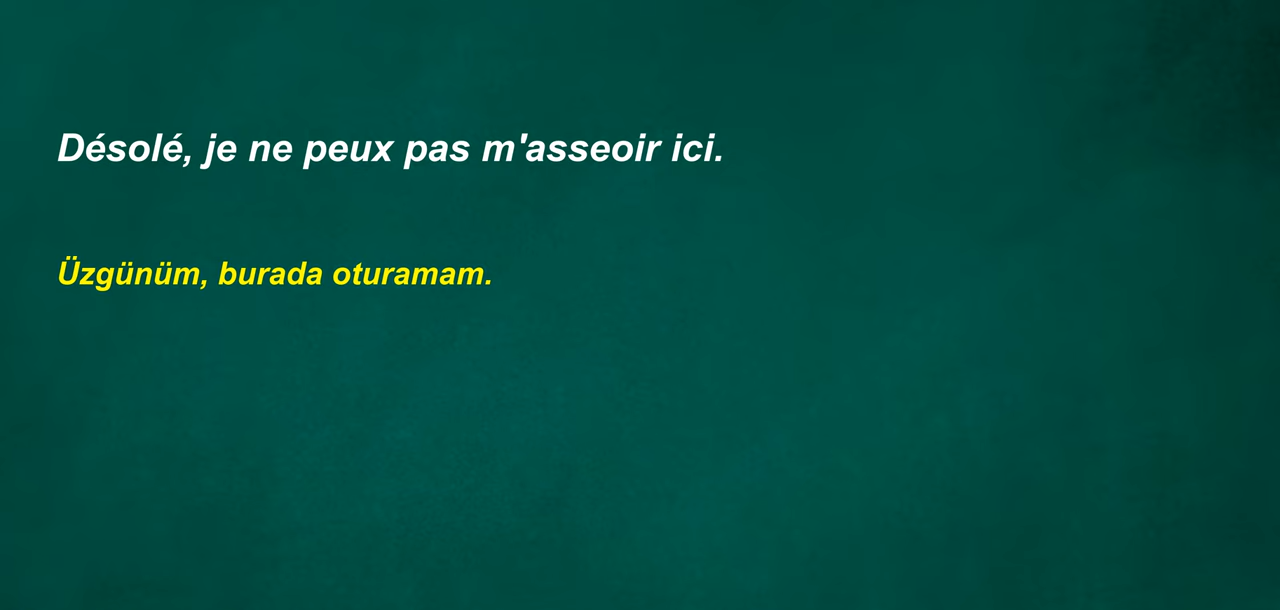 Désolé, je ne peux pas m'asseoir ici.
Üzgünüm, burada oturamam.